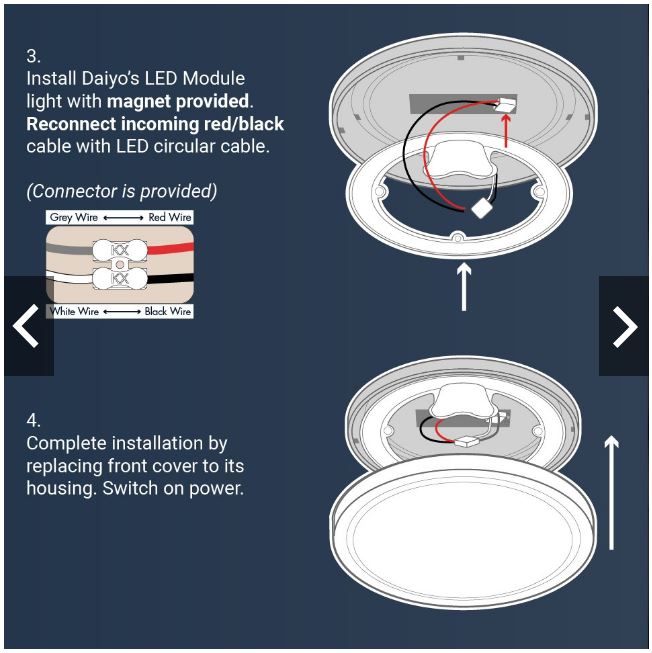 3.
Install Daiyo's LED Module
light with magnet provided.
Reconnect incoming red/black
cable with LED circular cable.
(Connector is provided)
Grey Wire Red Wire
White Wire Black Wire
4.
Complete installation by
replacing front cover to its
housing. Switch on power.